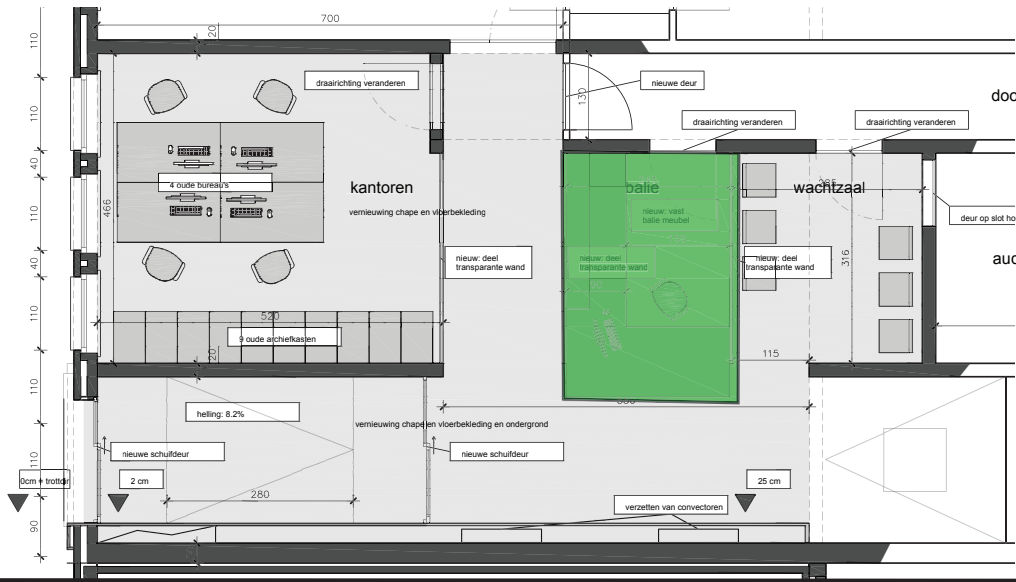 700
20
110
draairichting veranderen
nieuwe deur
130
doo
draairichting veranderen
draairichting veranderen
110
40
4 oude bureau's
kantoren
balie
wachtzaal
285
466
vernieuwing chape en vloerbekleding
nieuw: vast
balie meubel
110
deur op slot ho
nieuw: deel
transparante wand
nieuw: deel
transparante wand
nieuw: deel
transparante wand
316
auc
40
90
110
520
9 oude archiefkasten
20
115
110
helling: 8.2%
vernieuwing chape en vloerbekleding en ondergrond
nieuwe schuifdeur
nieuwe schuifdeur
110
0cm = trottoir
2 cm
280
25 cm
verzetten van convectoren
90